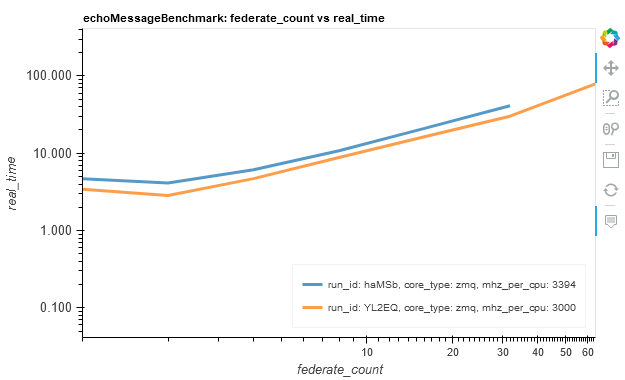 echoMessageBenchmark: federate_count vs real_time
100.000
10.000
1.000
0.100
real_time
run_id: haMSb, core_type: zmq, mhz_per_cpu: 3394
run_id: YL2EQ, core_type: zmq, mhz_per_cpu: 3000
10 20 30 40 50 60
federate_count